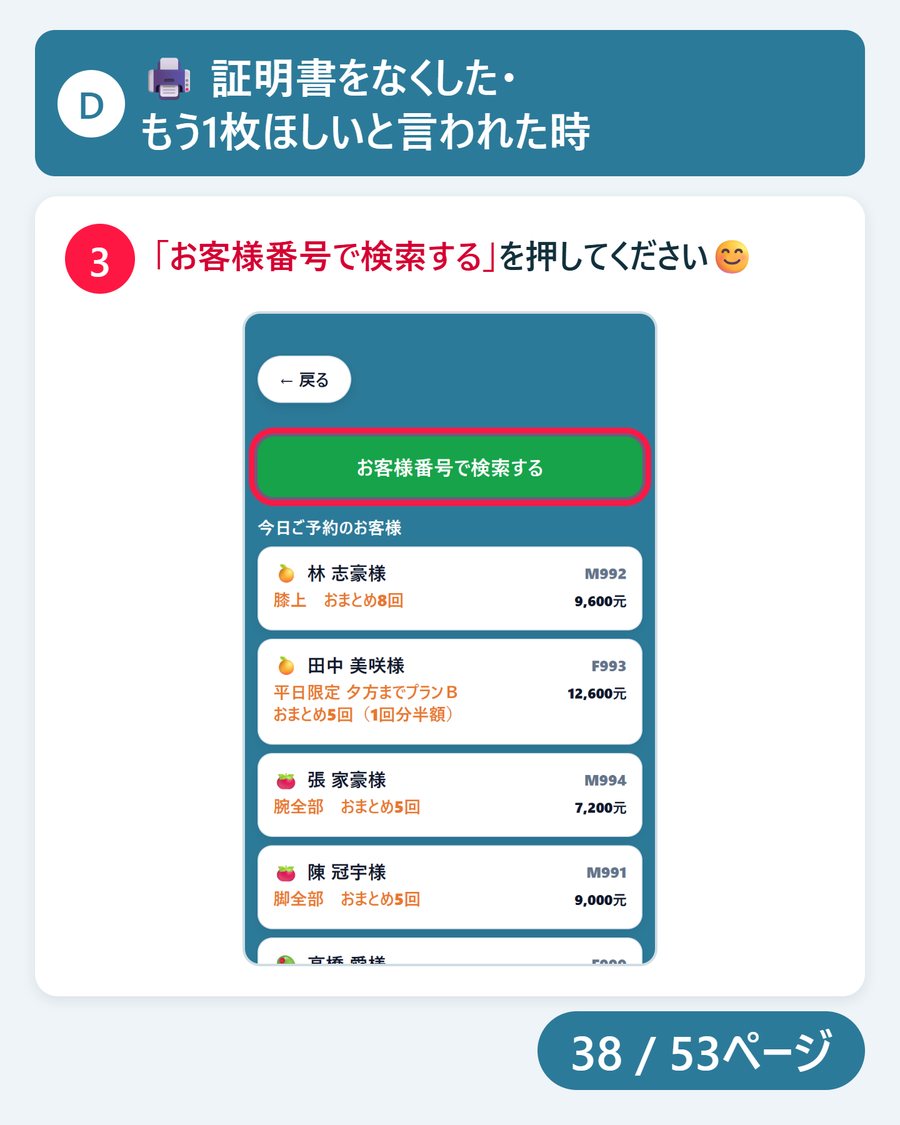 D
証明書をなくした・
もう1枚ほしいと言われた時
3
「お客様番号で検索する」を押してください
← 戻る
お客様番号で検索する
今日ご予約のお客様
林 志豪様 M992
膝上　おまとめ8回 9,600元
田中 美咲様 F993
平日限定 夕方までプランB 12,600元
おまとめ5回（1回分半額）
張 家豪様 M994
腕全部　おまとめ5回 7,200元
陳 冠宇様 M991
脚全部　おまとめ5回 9,000元
高橋 愛様
38 / 53ページ